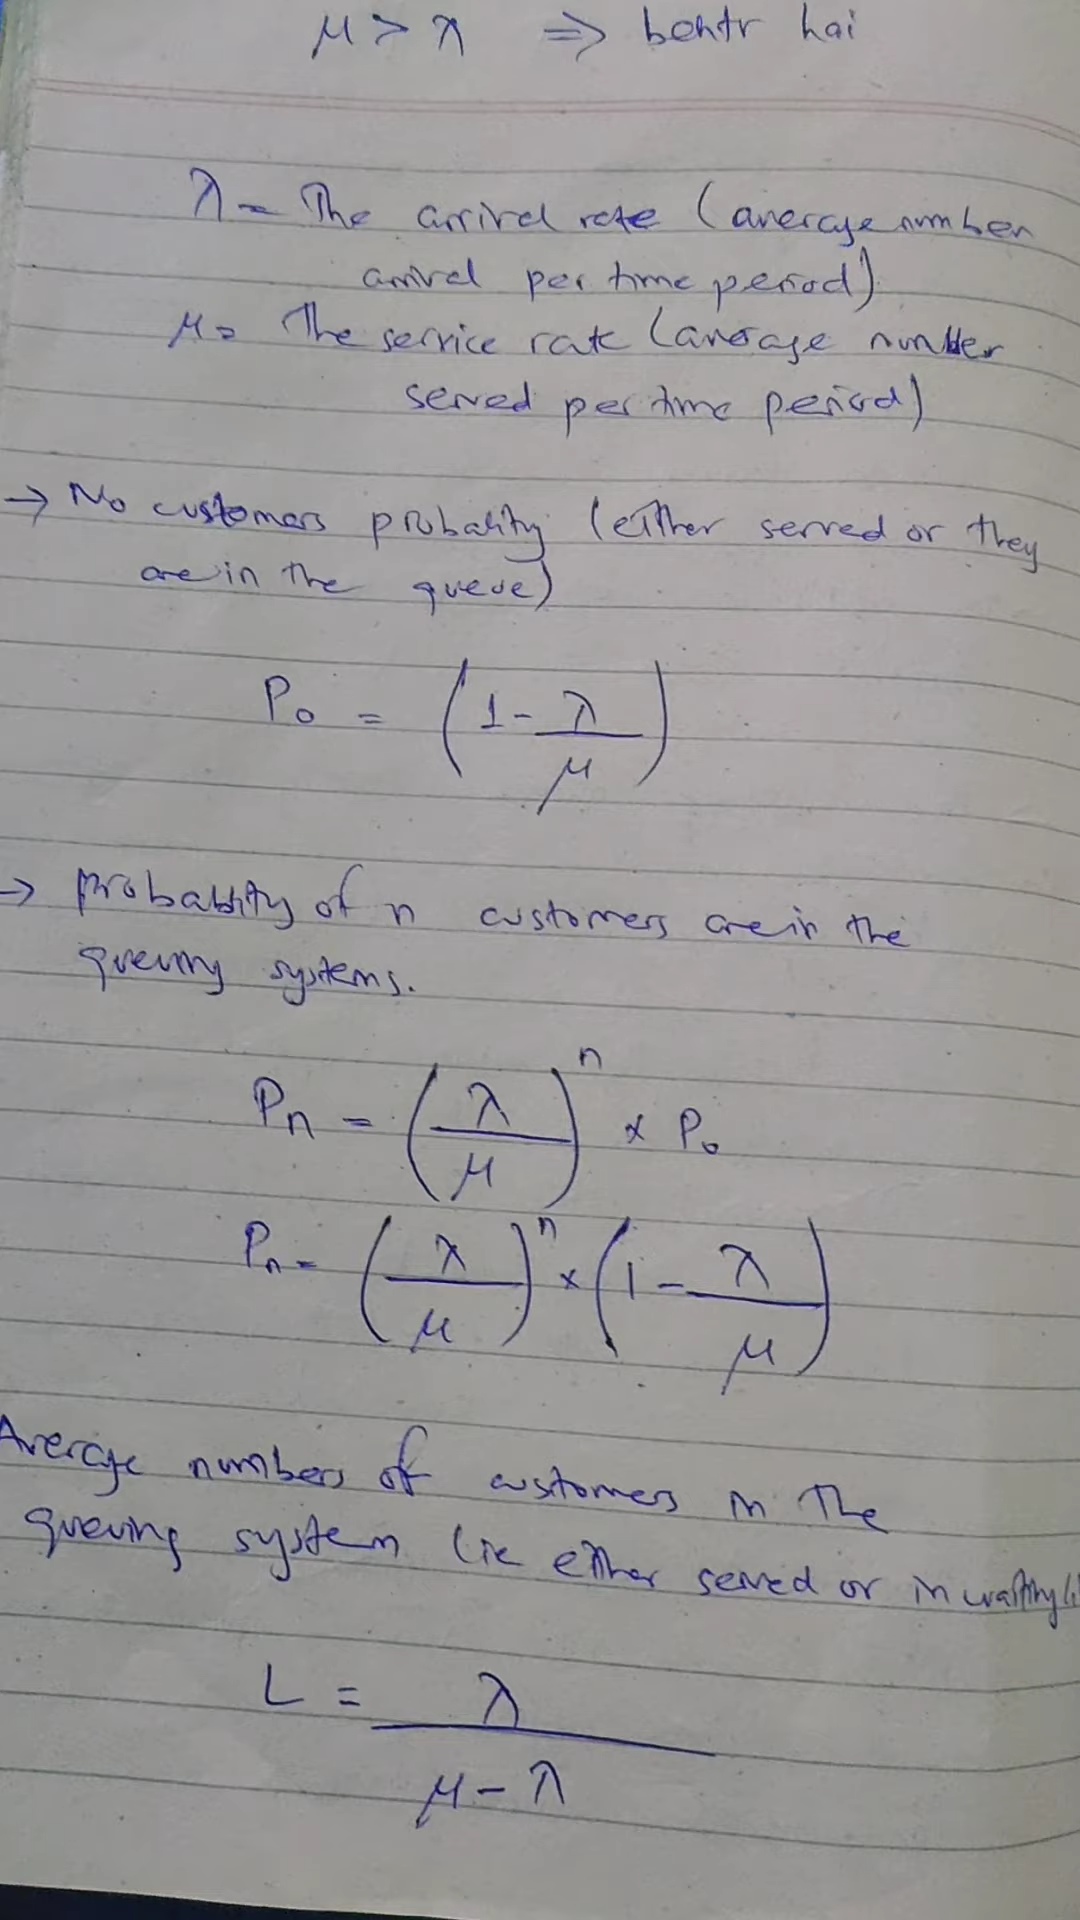 μ > λ ⇒ behtr hai
λ = The arrival rate (average number
arrival per time period)
μ = The service rate (average number
served per time period)
→ No customers probality (either served or they
are in the queue)
P₀ = (1 - λ/μ)
→ probability of n customers are in the
queuing systems.
Pn = (λ/μ)ⁿ × P₀
Pn = (λ/μ)ⁿ × (1 - λ/μ)
Average numbers of customers in the
queuing system (ie either served or in waiting
L = λ/(μ - λ)